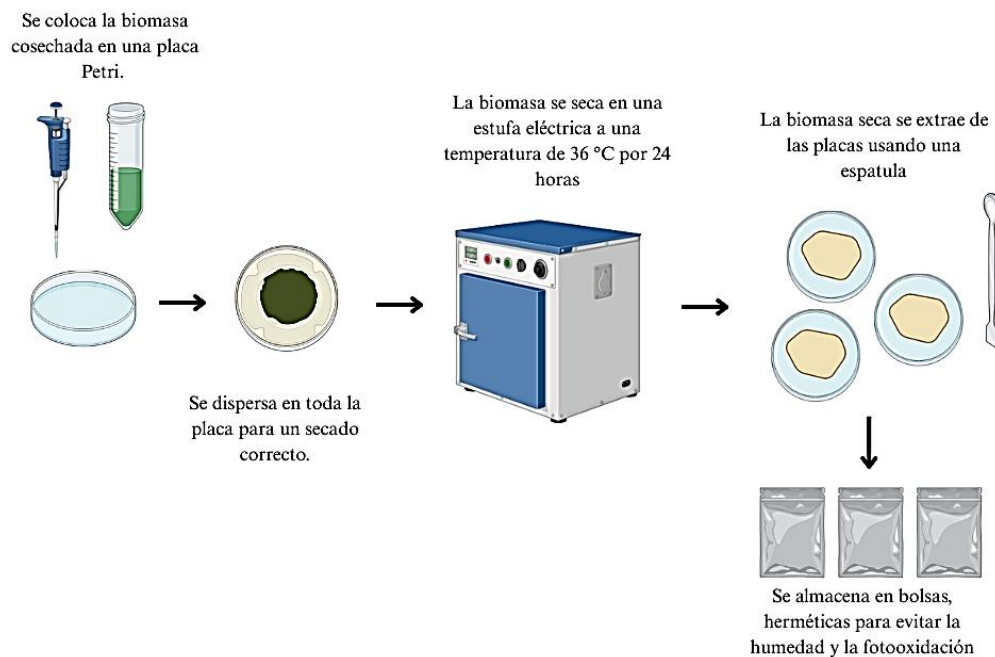 Se coloca la biomasa
cosechada en una placa
Petri.
Se dispersa en toda la
placa para un secado
correcto.
La biomasa se seca en una
estufa eléctrica a una
temperatura de 36 °C por 24
horas
La biomasa seca se extrae de
las placas usando una
espatula
Se almacena en bolsas,
herméticas para evitar la
humedad y la fotooxidación